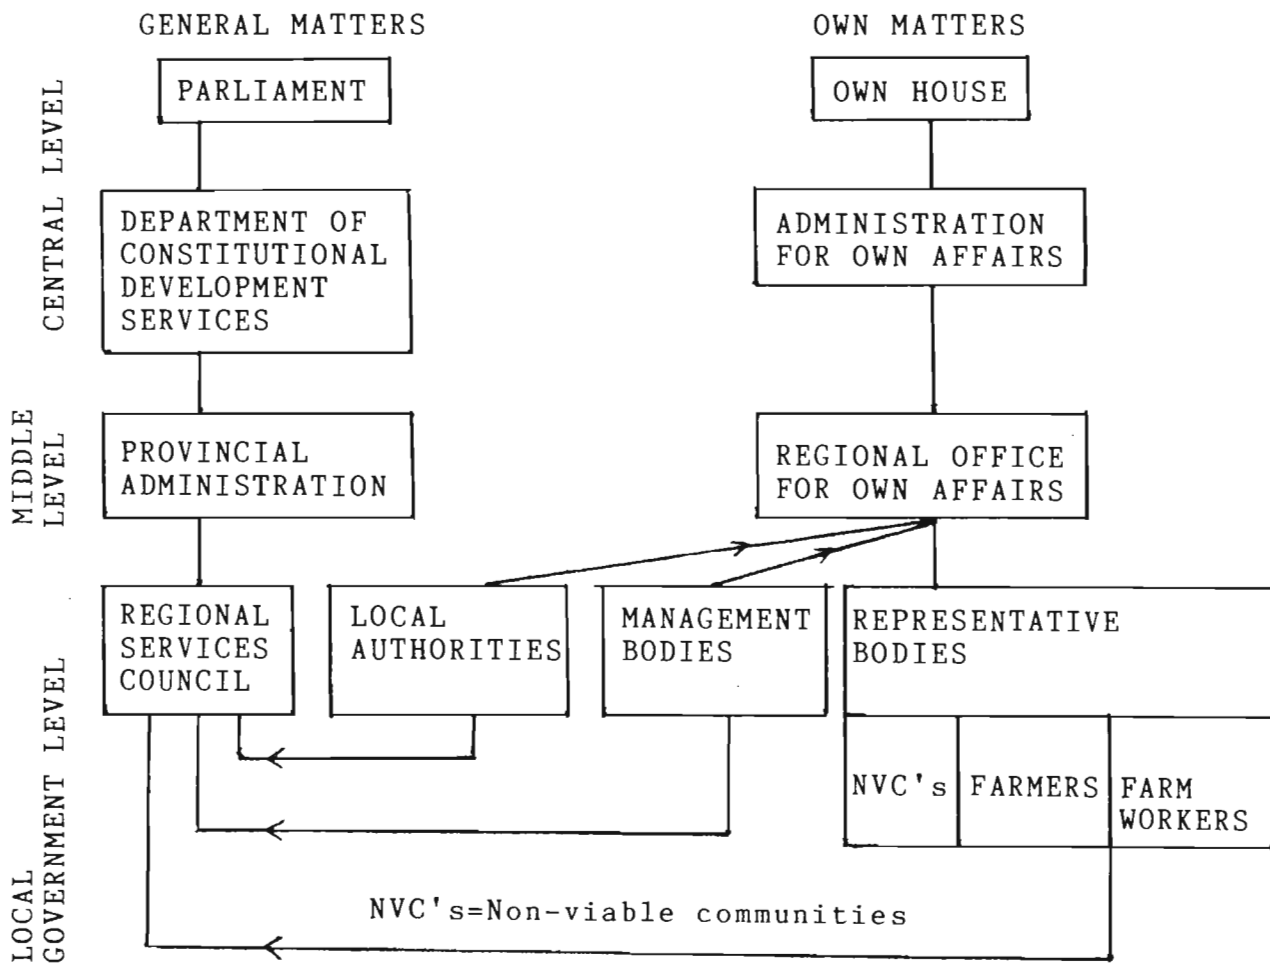 GENERAL MATTERS
OWN MATTERS
CENTRAL LEVEL
PARLIAMENT
OWN HOUSE
DEPARTMENT OF
CONSTITUTIONAL
DEVELOPMENT
SERVICES
ADMINISTRATION
FOR OWN AFFAIRS
MIDDLE
LEVEL
PROVINCIAL
ADMINISTRATION
REGIONAL OFFICE
FOR OWN AFFAIRS
LOCAL
GOVERNMENT LEVEL
REGIONAL
SERVICES
COUNCIL
LOCAL
AUTHORITIES
MANAGEMENT
BODIES
REPRESENTATIVE
BODIES
NVC's
FARMERS
FARM
WORKERS
NVC's=Non-viable communities